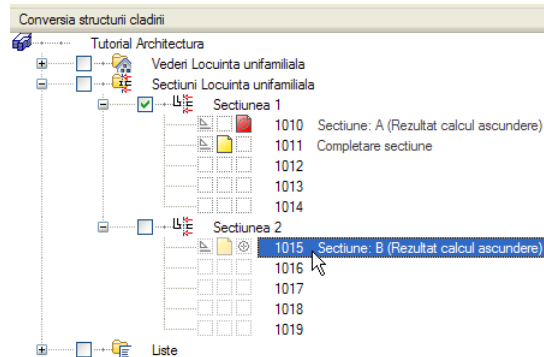 Conversia structurii cladirii
Tutorial Architectura
Vederi Locuinta unifamiliala
Sectiuni Locuinta unifamiliala
Sectiunea 1
1010 Sectiune: A (Rezultat calcul ascundere)
1011 Completare sectiune
1012
1013
1014
Sectiunea 2
1015 Sectiune: B (Rezultat calcul ascundere)
1016
1017
1018
1019
Liste